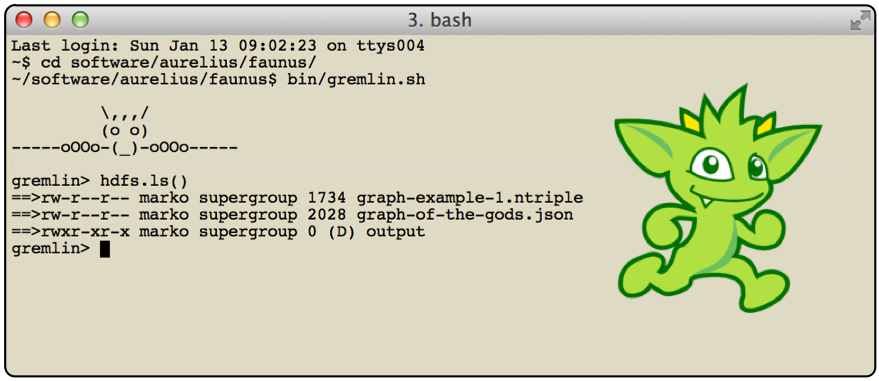 3. bash
Last login: Sun Jan 13 09:02:23 on ttys004
~$ cd software/aurelius/faunus/
~/software/aurelius/faunus$ bin/gremlin.sh
         \,,,/
         (o o)
-----oOOo-(_)-oOOo-----
gremlin> hdfs.ls()
==>rw-r--r-- marko supergroup 1734 graph-example-1.ntriple
==>rw-r--r-- marko supergroup 2028 graph-of-the-gods.json
==>rwxr-xr-x marko supergroup 0 (D) output
gremlin>